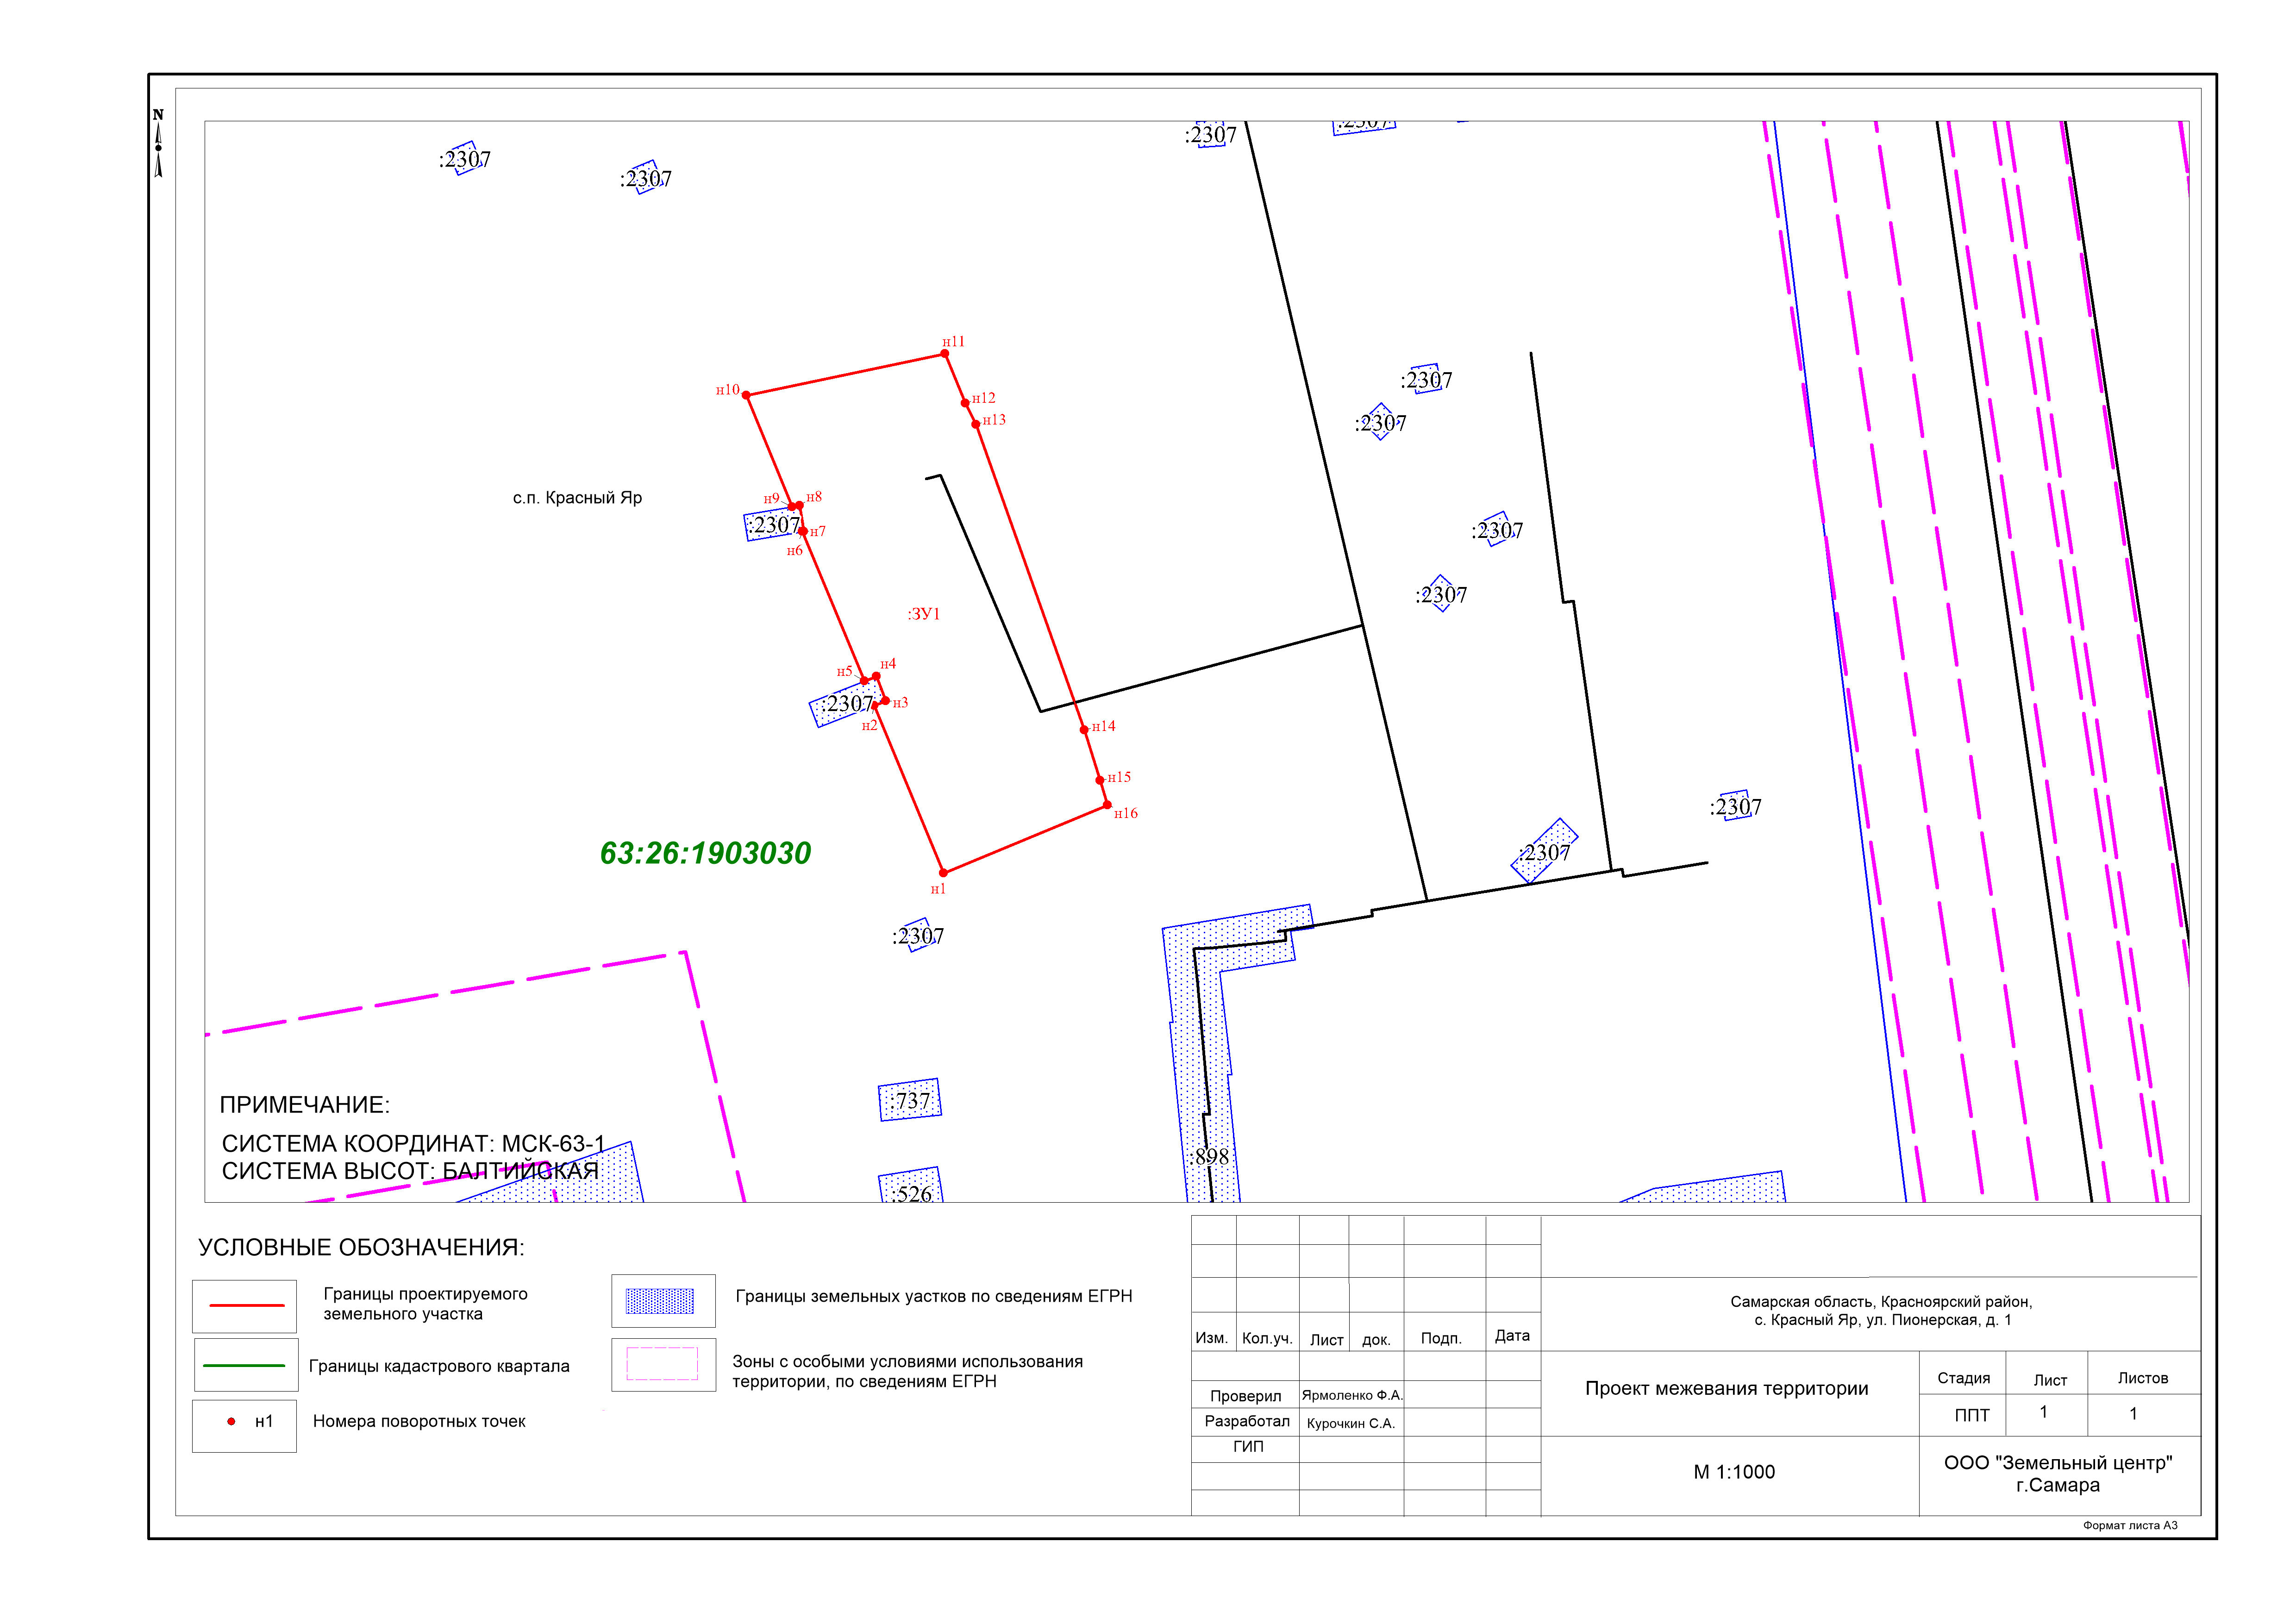 N
:2307
:2307
:2307
:2307
н11
н10
н12
н13
:2307
:2307
с.п. Красный Яр
н9
н8
:2307
н7
н6
:2307
:2307
:ЗУ1
н5
н4
:2307
н3
н2
н14
н15
н16
:2307
63:26:1903030
:2307
н1
:2307
:737
:898
:526
ПРИМЕЧАНИЕ:
СИСТЕМА КООРДИНАТ: МСК-63-1
СИСТЕМА ВЫСОТ: БАЛТИЙСКАЯ
УСЛОВНЫЕ ОБОЗНАЧЕНИЯ:
Границы проектируемого
земельного участка
Границы кадастрового квартала
н1 Номера поворотных точек
Границы земельных уастков по сведениям ЕГРН
Зоны с особыми условиями использования
территории, по сведениям ЕГРН
Изм. Кол.уч. Лист док. Подп. Дата
Проверил Ярмоленко Ф.А.
Разработал Курочкин С.А.
ГИП
Самарская область, Красноярский район,
с. Красный Яр, ул. Пионерская, д. 1
Проект межевания территории
Стадия Лист Листов
ППТ 1 1
М 1:1000
ООО "Земельный центр"
г.Самара
Формат листа А3